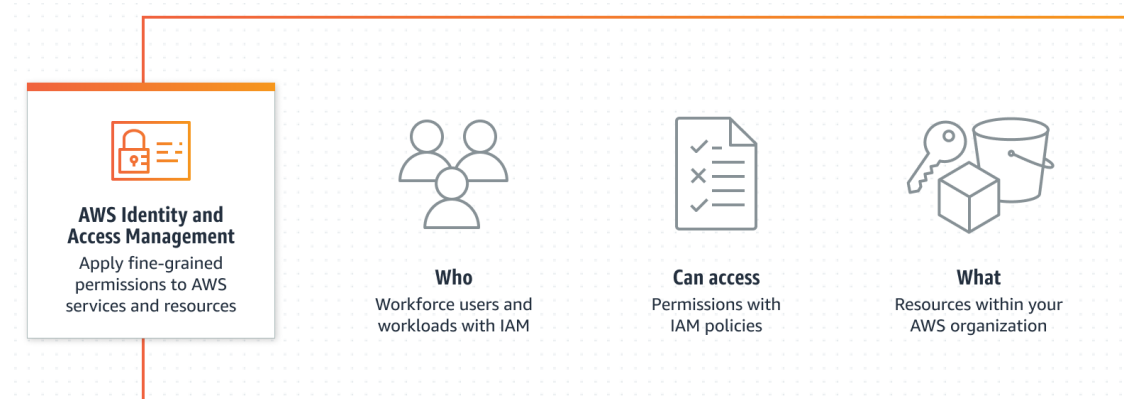 AWS Identity and
Access Management
Apply fine-grained
permissions to AWS
services and resources
Who
Workforce users and
workloads with IAM
Can access
Permissions with
IAM policies
What
Resources within your
AWS organization